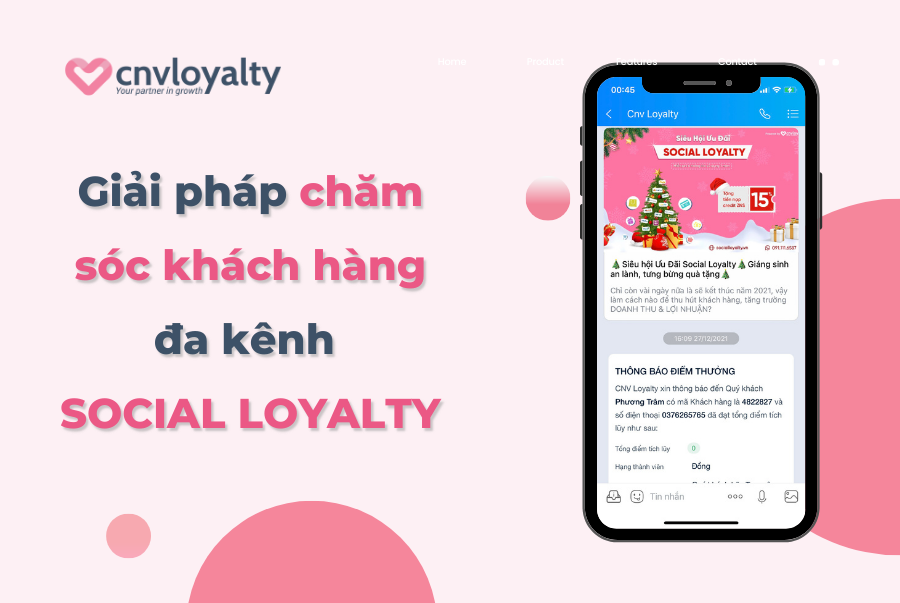 cnvloyalty
Your partner in growth
Home Product Features Contact
Giải pháp chăm
sóc khách hàng
đa kênh
SOCIAL LOYALTY
00:45
Cnv Loyalty
Siêu Hội Ưu Đãi
SOCIAL LOYALTY
Tặng
15
🎄Siêu hội Ưu Đãi Social Loyalty🎄Giáng sinh
an lành, tưng bừng quà tặng🎄
Chỉ còn vài ngày nữa là sẽ kết thúc năm 2021, vậy
làm cách nào để thu hút khách hàng, tăng trưởng
DOANH THU & LỢI NHUẬN?
16:06 27/12/2021
THÔNG BÁO ĐIỂM THƯỞNG
CNV Loyalty xin thông báo đến Quý khách
Phương Trâm có mã Khách hàng là 4822827 và
số điện thoại 0376265765 đã đạt tổng điểm tích
lũy như sau:
Tổng điểm tích lũy 0
Hạng thành viên Đồng
Tin nhắn